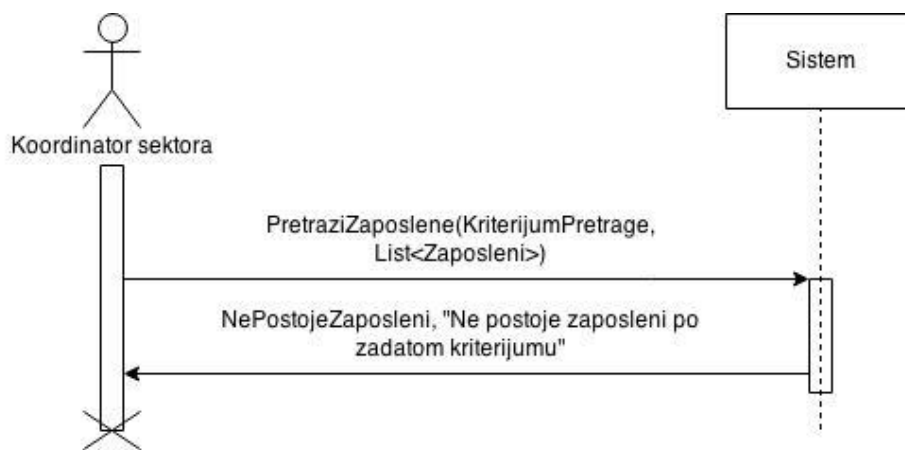 Sistem
Koordinator sektora
PretraziZaposlene(KriterijumPretrage,
List<Zaposleni>)
NePostojeZaposleni, "Ne postoje zaposleni po
zadatom kriterijumu"